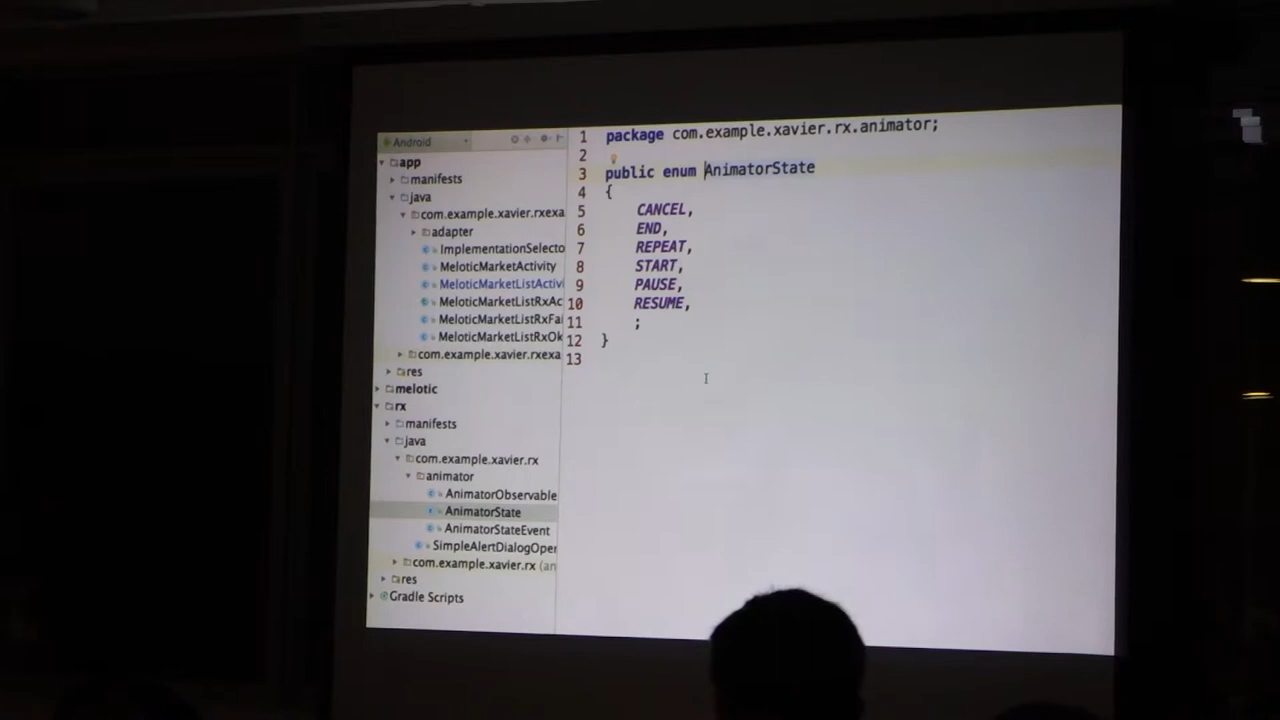 Android
app
manifests
java
com.example.xavier.rxexa
adapter
ImplementationSelecto
MeloticMarketActivity
MeloticMarketListActivi
MeloticMarketListRxAc
MeloticMarketListRxFai
MeloticMarketListRxOk
com.example.xavier.rxexa
res
melotic
rx
manifests
java
com.example.xavier.rx
animator
AnimatorObservable
AnimatorState
AnimatorStateEvent
SimpleAlertDialogOper
com.example.xavier.rx (an
res
Gradle Scripts
1 package com.example.xavier.rx.animator;
2
3 public enum AnimatorState
4 {
5 CANCEL,
6 END,
7 REPEAT,
8 START,
9 PAUSE,
10 RESUME,
11 ;
12 }
13